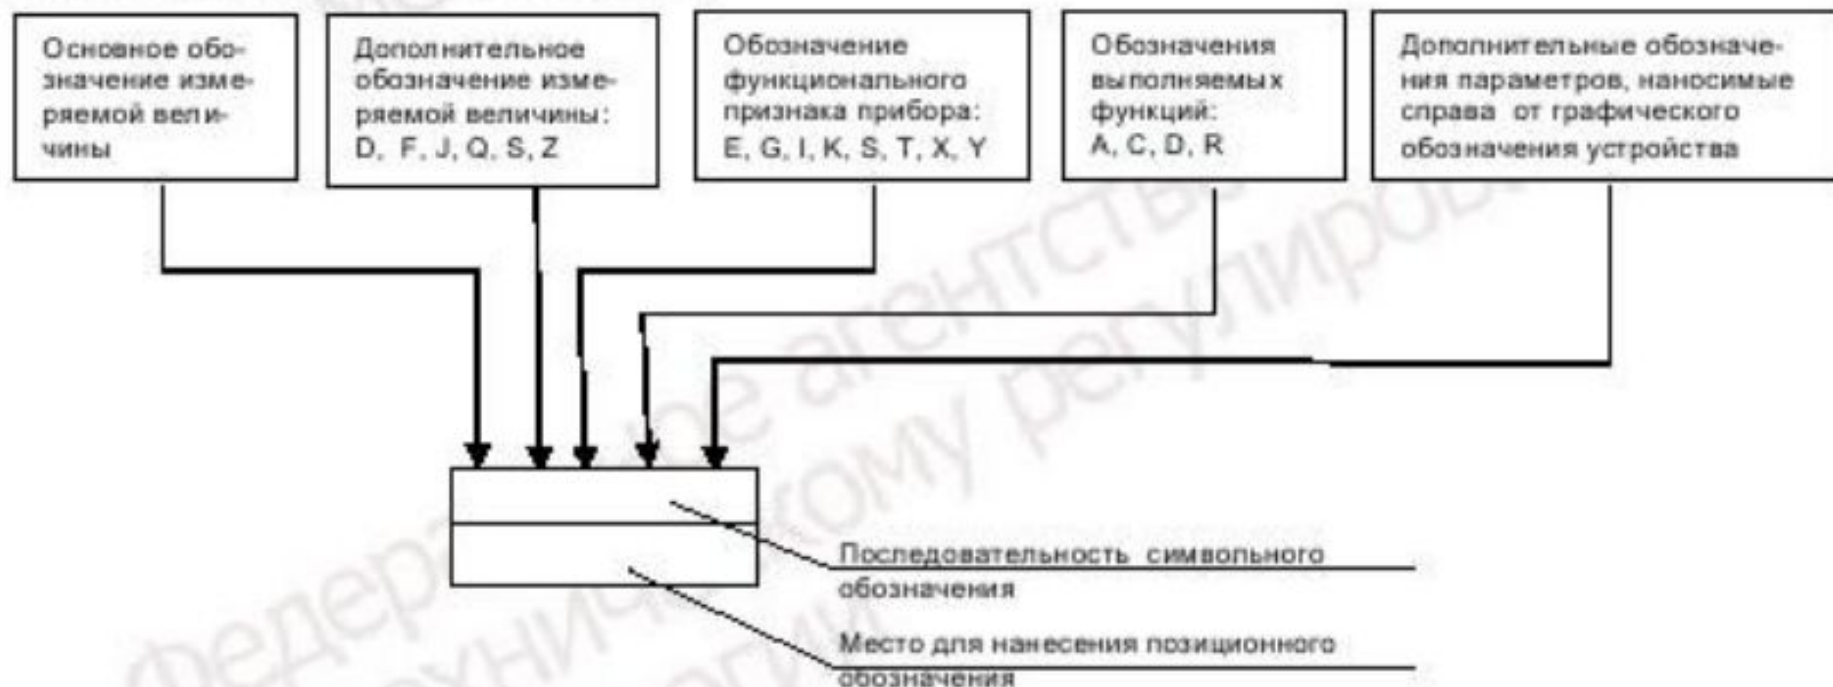 Основное обо-
значение изме-
ряемой вели-
чины
Дополнительное
обозначение изме-
ряемой величины:
D, F, J, Q, S, Z
Обозначение
функционального
признака прибора:
E, G, I, K, S, T, X, Y
Обозначения
выполняемых
функций:
A, C, D, R
Дополнительные обозначе-
ния параметров, наносимые
справа от графического
обозначения устройства
Последовательность символьного
обозначения
Место для нанесения позиционного
обозначения